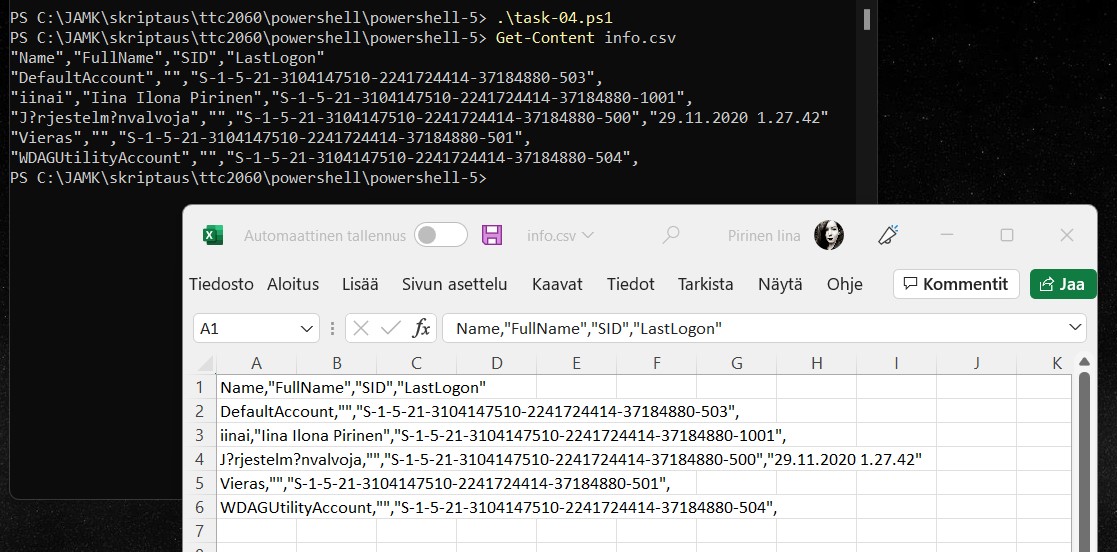 PS C:\JAMK\skriptaus\ttc2060\powershell\powershell-5> .\task-04.ps1
PS C:\JAMK\skriptaus\ttc2060\powershell\powershell-5> Get-Content info.csv
"Name","FullName","SID","LastLogon"
"DefaultAccount","","S-1-5-21-3104147510-2241724414-37184880-503",
"iinai","Iina Ilona Pirinen","S-1-5-21-3104147510-2241724414-37184880-1001",
"J?rjestelm?nvalvoja","","S-1-5-21-3104147510-2241724414-37184880-500","29.11.2020 1.27.42"
"Vieras","","S-1-5-21-3104147510-2241724414-37184880-501",
"WDAGUtilityAccount","","S-1-5-21-3104147510-2241724414-37184880-504",
PS C:\JAMK\skriptaus\ttc2060\powershell\powershell-5>
Automaattinen tallennus info.csv Pirinen Iina
Tiedosto Aloitus Lisää Sivun asettelu Kaavat Tiedot Tarkista Näytä Ohje Kommentit Jaa
A1 fx Name,"FullName","SID","LastLogon"
A B C D E F G H I J K
1 Name,"FullName","SID","LastLogon"
2 DefaultAccount,"","S-1-5-21-3104147510-2241724414-37184880-503",
3 iinai,"Iina Ilona Pirinen","S-1-5-21-3104147510-2241724414-37184880-1001",
4 J?rjestelm?nvalvoja,"","S-1-5-21-3104147510-2241724414-37184880-500","29.11.2020 1.27.42"
5 Vieras,"","S-1-5-21-3104147510-2241724414-37184880-501",
6 WDAGUtilityAccount,"","S-1-5-21-3104147510-2241724414-37184880-504",
7